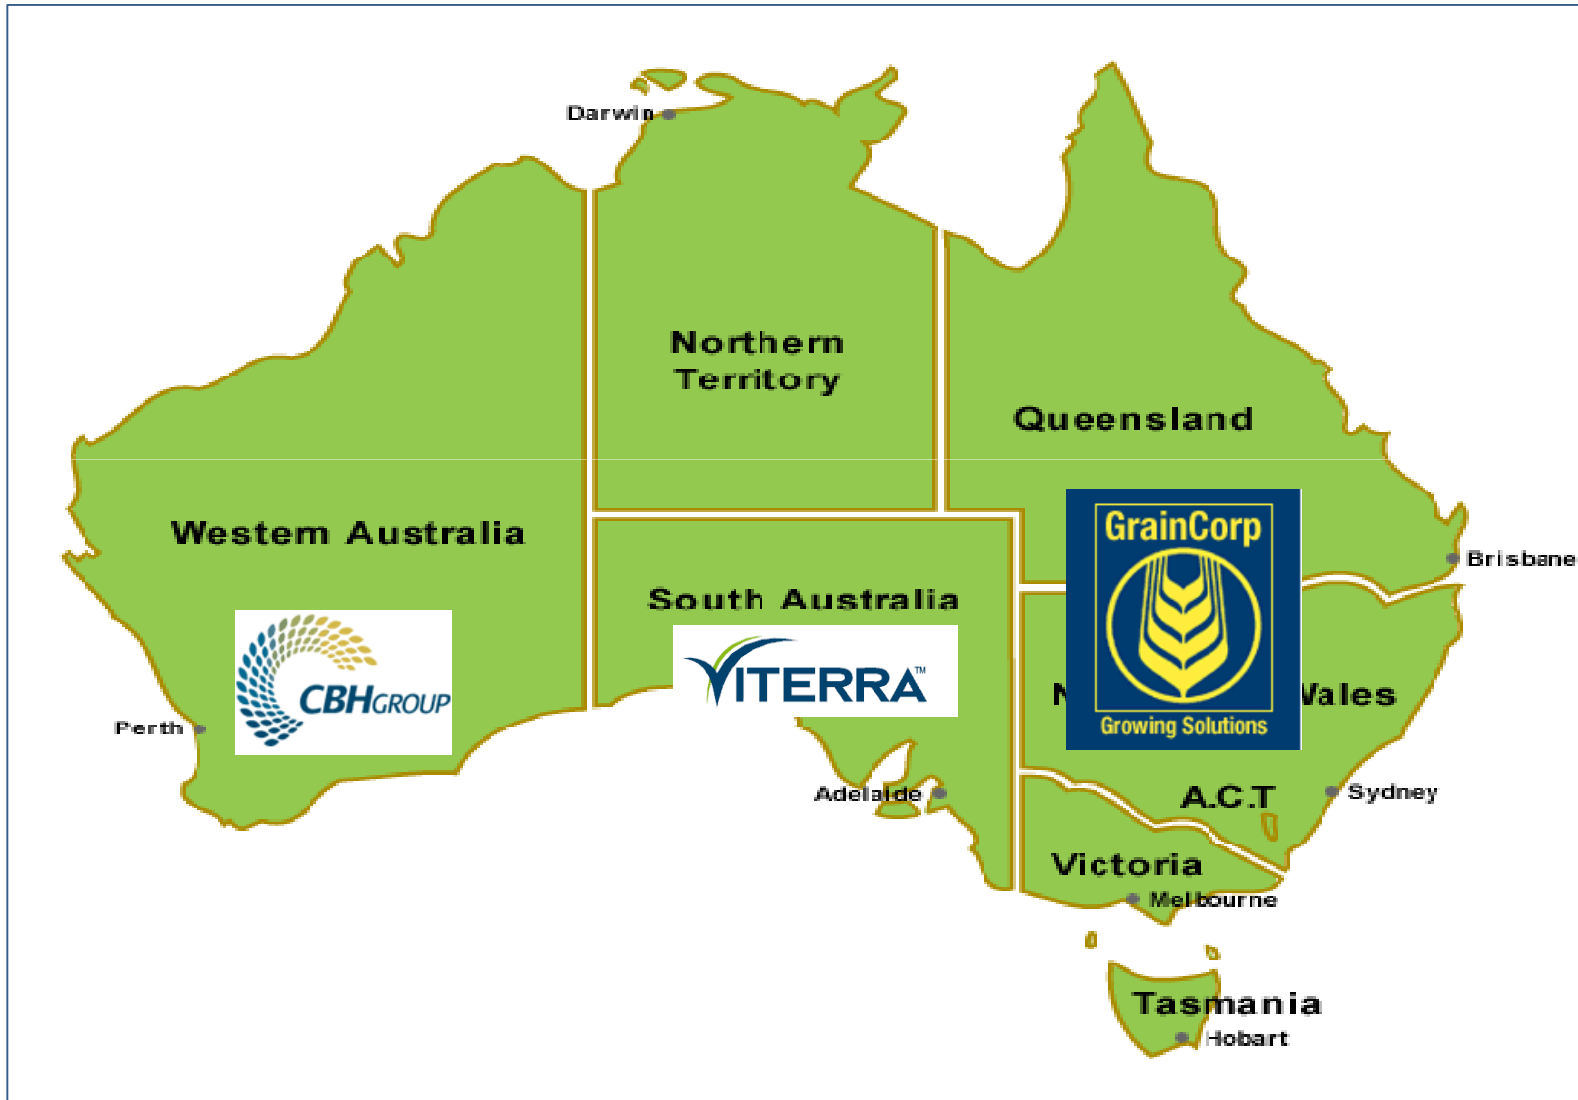 Darwin
Northern
Territory
Queensland
Western Australia
GrainCorp
Growing Solutions
Brisbane
South Australia
VITERRA™
CBHGROUP
Perth
Wales
Adelaide
A.C.T
Sydney
Victoria
Melbourne
Tasmania
Hobart